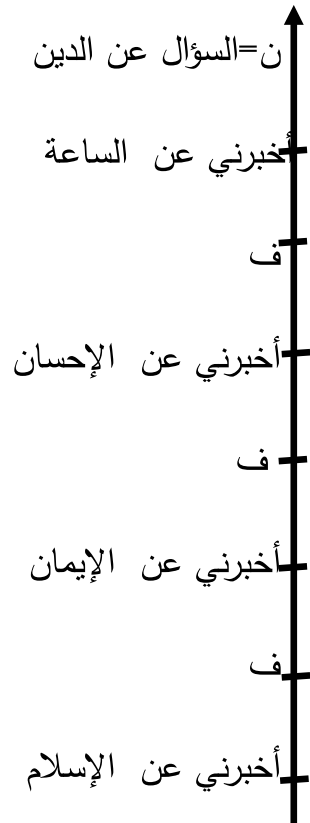 ن=السؤال عن الدين
أخبرني عن الساعة
ف
أخبرني عن الإحسان
ف
أخبرني عن الإيمان
ف
أخبرني عن الإسلام